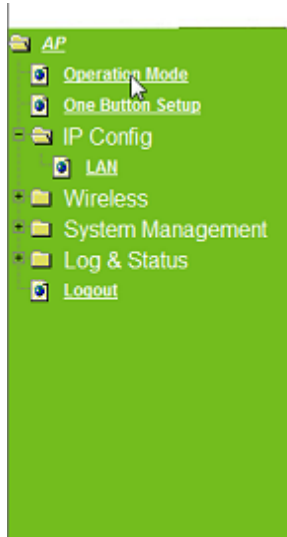 AP
Operation Mode
One Button Setup
IP Config
LAN
Wireless
System Management
Log & Status
Logout